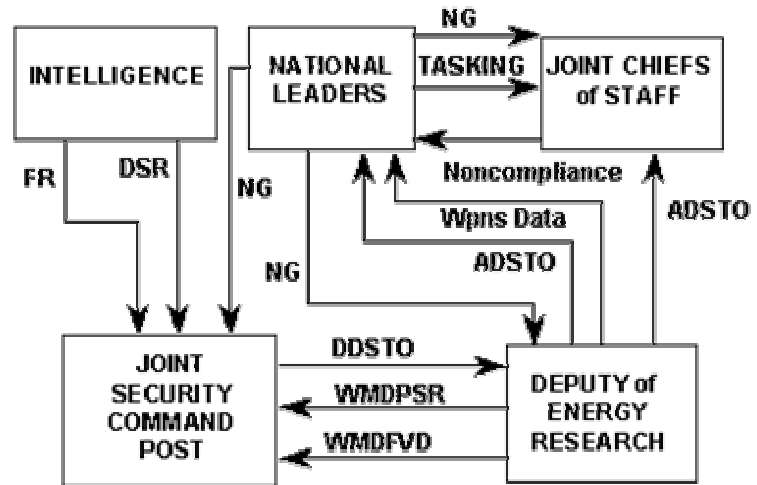 NG
INTELLIGENCE
NATIONAL
LEADERS
TASKING
JOINT CHIEFS
of STAFF
FR
DSR
NG
Noncompliance
Wpns Data
ADSTO
ADSTO
NG
DDSTO
WMDPSR
WMDFVD
JOINT
SECURITY
COMMAND
POST
DEPUTY of
ENERGY
RESEARCH